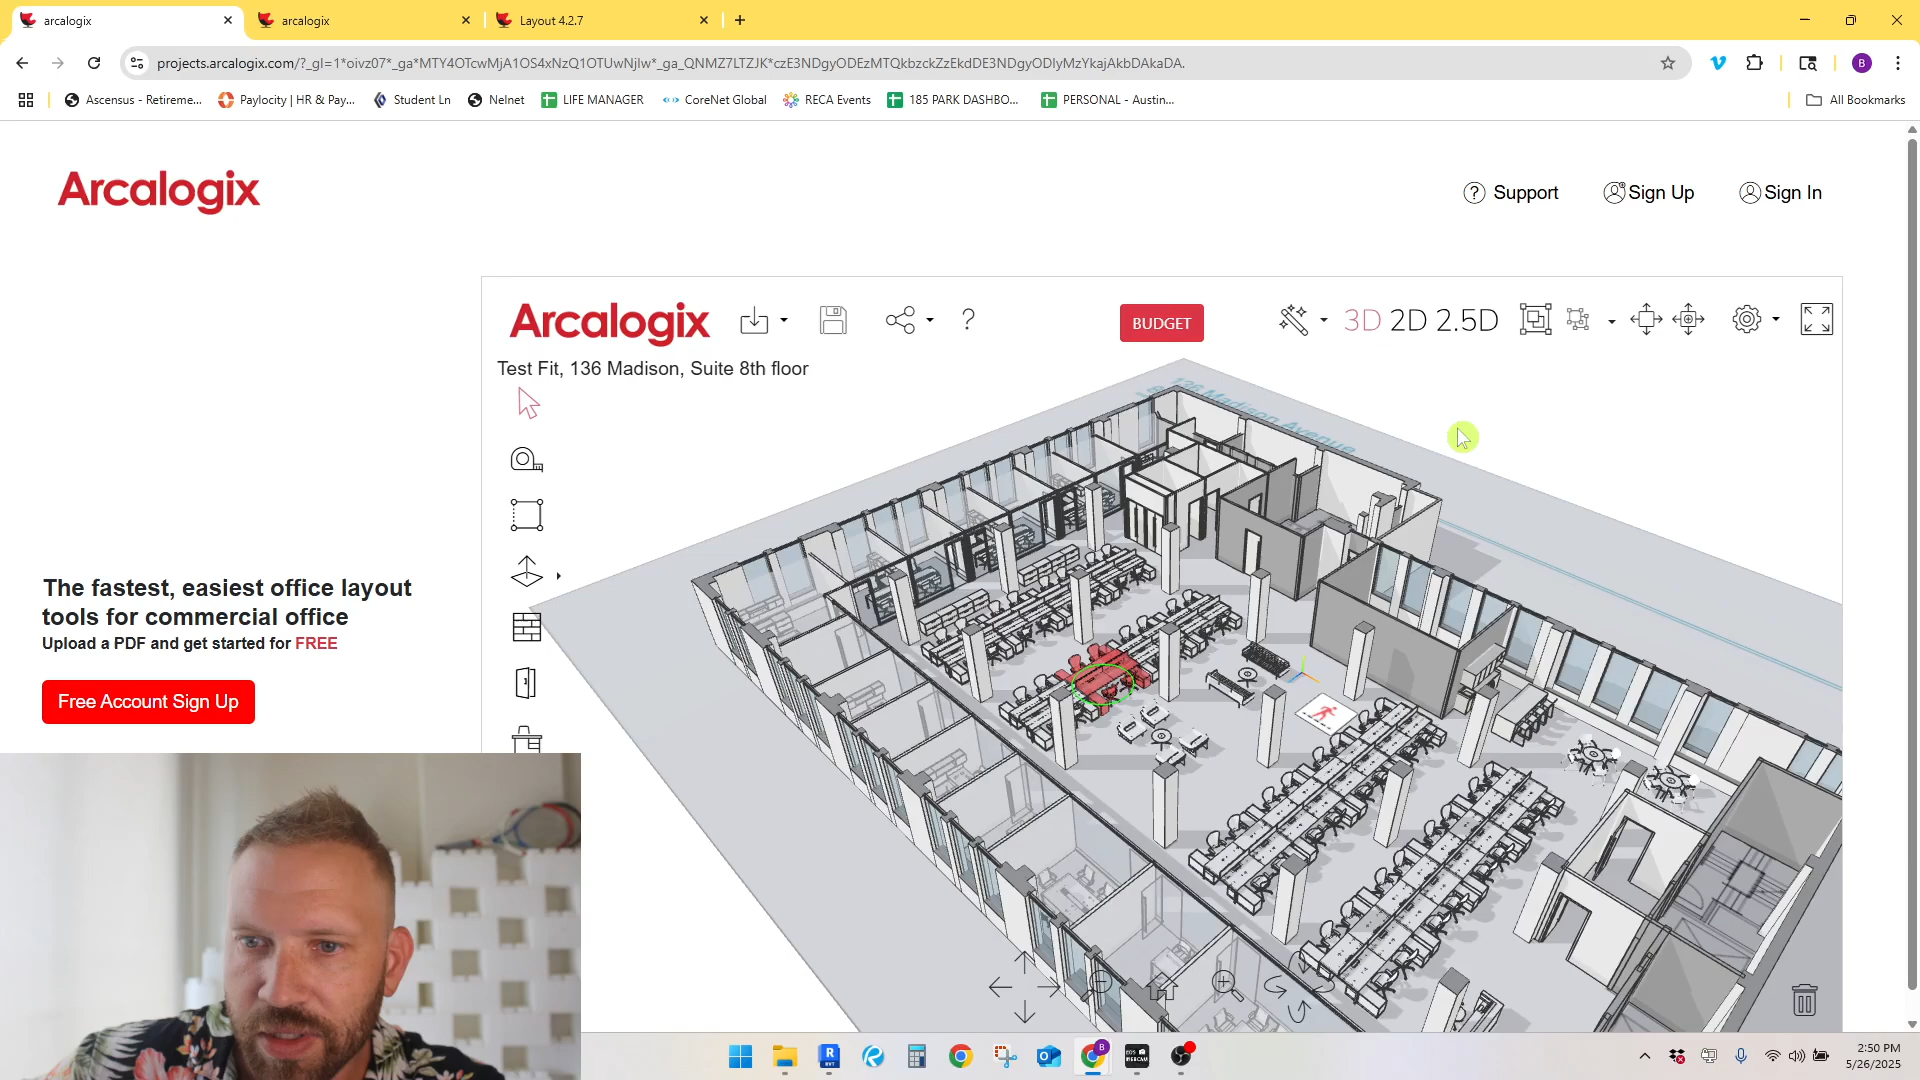 arcalogix
arcalogix
Layout 4.2.7
projects.arcalogix.com/?_gl=1*oivz07*_ga*MTY4OTcwMjA1OS4xNzQ1OTUwNjIw*_ga_QNMZ7LTZJK*czE3NDgyODEzMTQkbzckZzEkdDE3NDgyODIyMzYkajAkbDAkaDA.
B
Ascensus - Retireme...
Paylocity | HR & Pay...
Student Ln
Nelnet
LIFE MANAGER
CoreNet Global
RECA Events
185 PARK DASHBO...
PERSONAL - Austin...
All Bookmarks
Arcalogix
Support
Sign Up
Sign In
Arcalogix
BUDGET
3D 2D 2.5D
Test Fit, 136 Madison, Suite 8th floor
136 Madison Avenue
The fastest, easiest office layout
tools for commercial office
Upload a PDF and get started for FREE
Free Account Sign Up
2:50 PM
5/26/2025